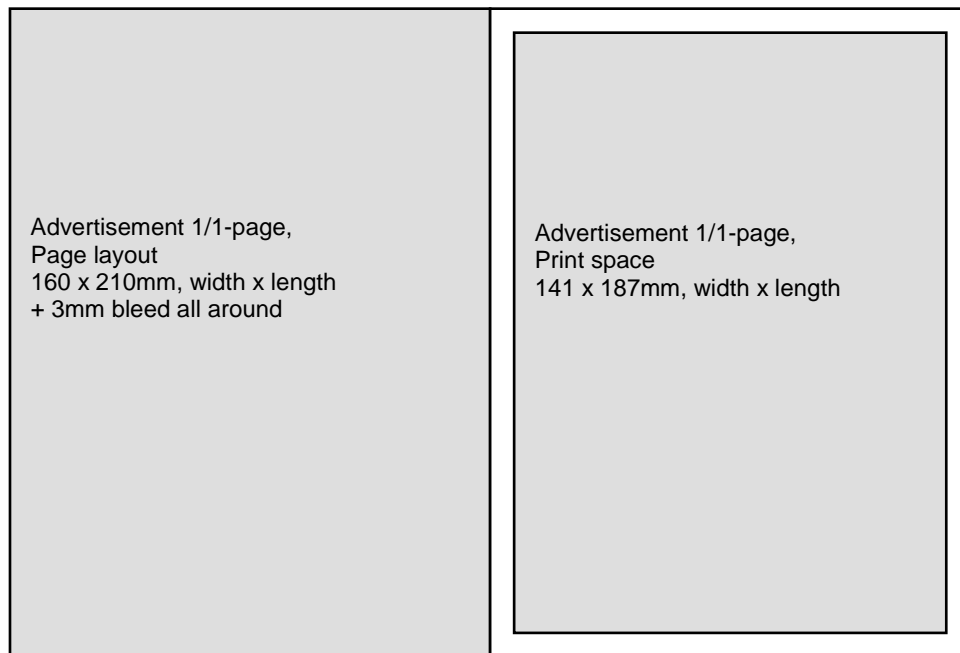 Advertisement 1/1-page,
Page layout
160 x 210mm, width x length
+ 3mm bleed all around
Advertisement 1/1-page,
Print space
141 x 187mm, width x length